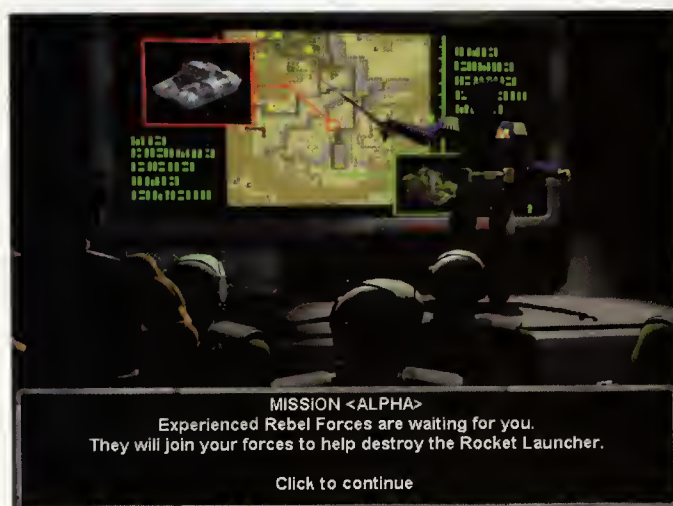 MISSION <ALPHA>
Experienced Rebel Forces are waiting for you.
They will join your forces to help destroy the Rocket Launcher.
Click to continue